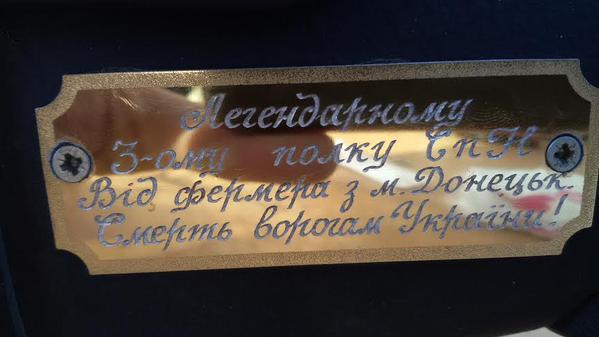 Легендарному
3-ому полку СпН
Від фермера з м. Донецьк.
Смерть ворогам України!